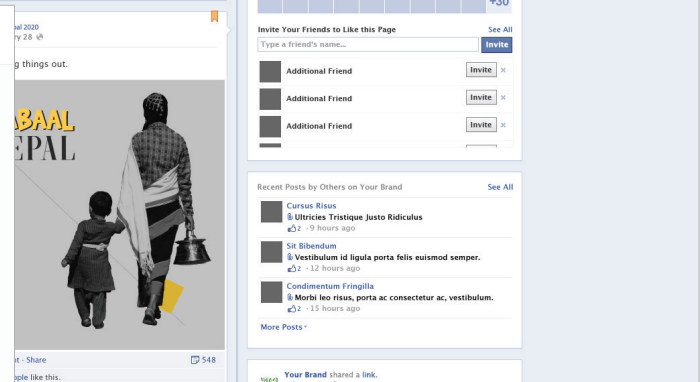 +30
Invite Your Friends to Like this Page See All
Type a friend's name... Invite
Additional Friend Invite ×
Additional Friend Invite ×
Additional Friend Invite ×
2020
28
things out.
ABAAL
EPAL
Share 548
like this.
Recent Posts by Others on Your Brand See All
Cursus Risus
Ultricies Tristique Justo Ridiculus
2 · 9 hours ago
Sit Bibendum
Vestibulum id ligula porta felis euismod semper.
2 · 12 hours ago
Condimentum Fringilla
Morbi leo risus, porta ac consectetur ac, vestibulum.
2 · 15 hours ago
More Posts
Your Brand shared a link.